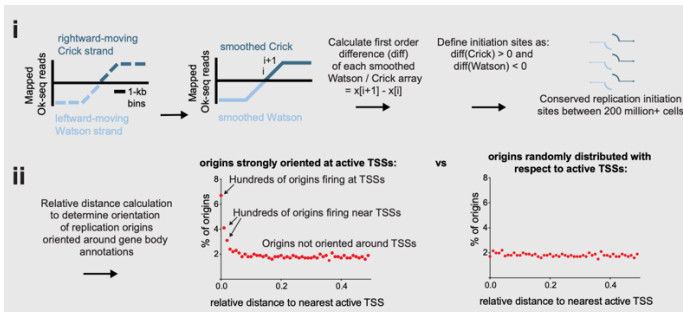 i
rightward-moving
Crick strand
Mapped
Ok-seq reads
1-kb
bins
leftward-moving
Watson strand
smoothed Crick
i+1
i
Mapped
Ok-seq reads
smoothed Watson
Calculate first order
difference (diff)
of each smoothed
Watson / Crick array
= x[i+1] - x[i]
Define initiation sites as:
diff(Crick) > 0 and
diff(Watson) < 0
Conserved replication initiation
sites between 200 million+ cells
ii
Relative distance calculation
to determine orientation
of replication origins
oriented around gene body
annotations
origins strongly oriented at active TSSs:
8
6
4
2
% of origins
Hundreds of origins firing at TSSs
Hundreds of origins firing near TSSs
Origins not oriented around TSSs
0.0
0.2
0.4
relative distance to nearest active TSS
vs
origins randomly distributed with
respect to active TSSs:
8
6
4
2
% of origins
0.0
0.2
0.4
relative distance to nearest active TSS